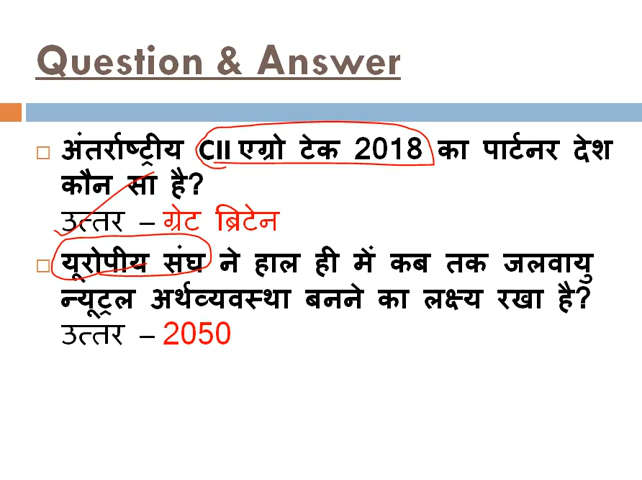 Question & Answer
अंतर्राष्ट्रीय CII एग्रो टेक 2018 का पार्टनर देश
कौन सा है?
उत्तर – ग्रेट ब्रिटेन
यूरोपीय संघ ने हाल ही में कब तक जलवायु
न्यूट्रल अर्थव्यवस्था बनने का लक्ष्य रखा है?
उत्तर – 2050